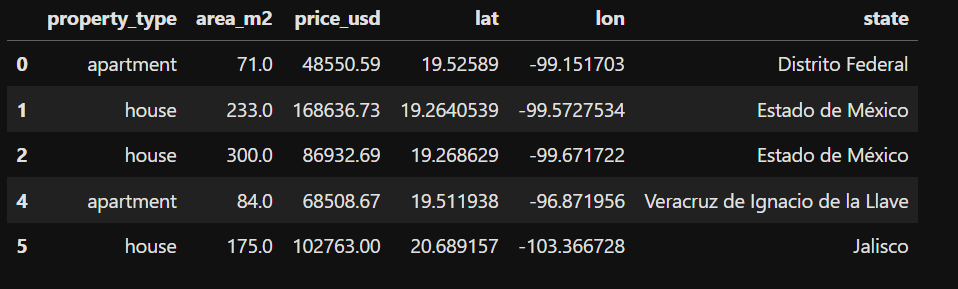 property_type area_m2 price_usd lat lon state
0 apartment 71.0 48550.59 19.52589 -99.151703 Distrito Federal
1 house 233.0 168636.73 19.2640539 -99.5727534 Estado de México
2 house 300.0 86932.69 19.268629 -99.671722 Estado de México
4 apartment 84.0 68508.67 19.511938 -96.871956 Veracruz de Ignacio de la Llave
5 house 175.0 102763.00 20.689157 -103.366728 Jalisco